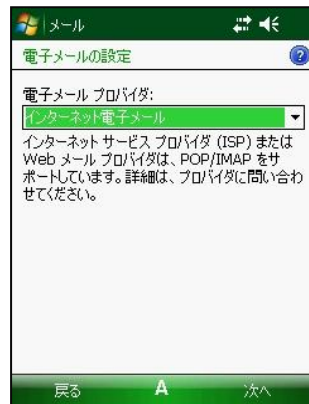 メール
電子メールの設定
?
電子メール プロバイダ:
インターネット電子メール
インターネット サービス プロバイダ (ISP) または
Web メール プロバイダは、POP/IMAP をサ
ポートしています。詳細は、プロバイダに問い合わ
せてください。
戻る A 次へ